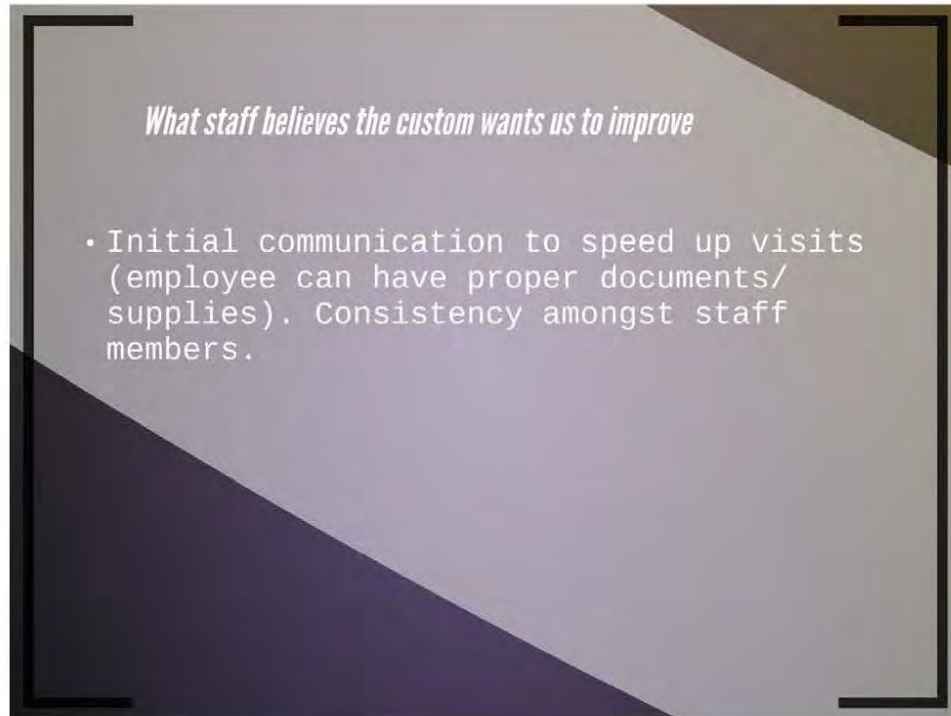 What staff believes the custom wants us to improve
• Initial communication to speed up visits
(employee can have proper documents/
supplies). Consistency amongst staff
members.